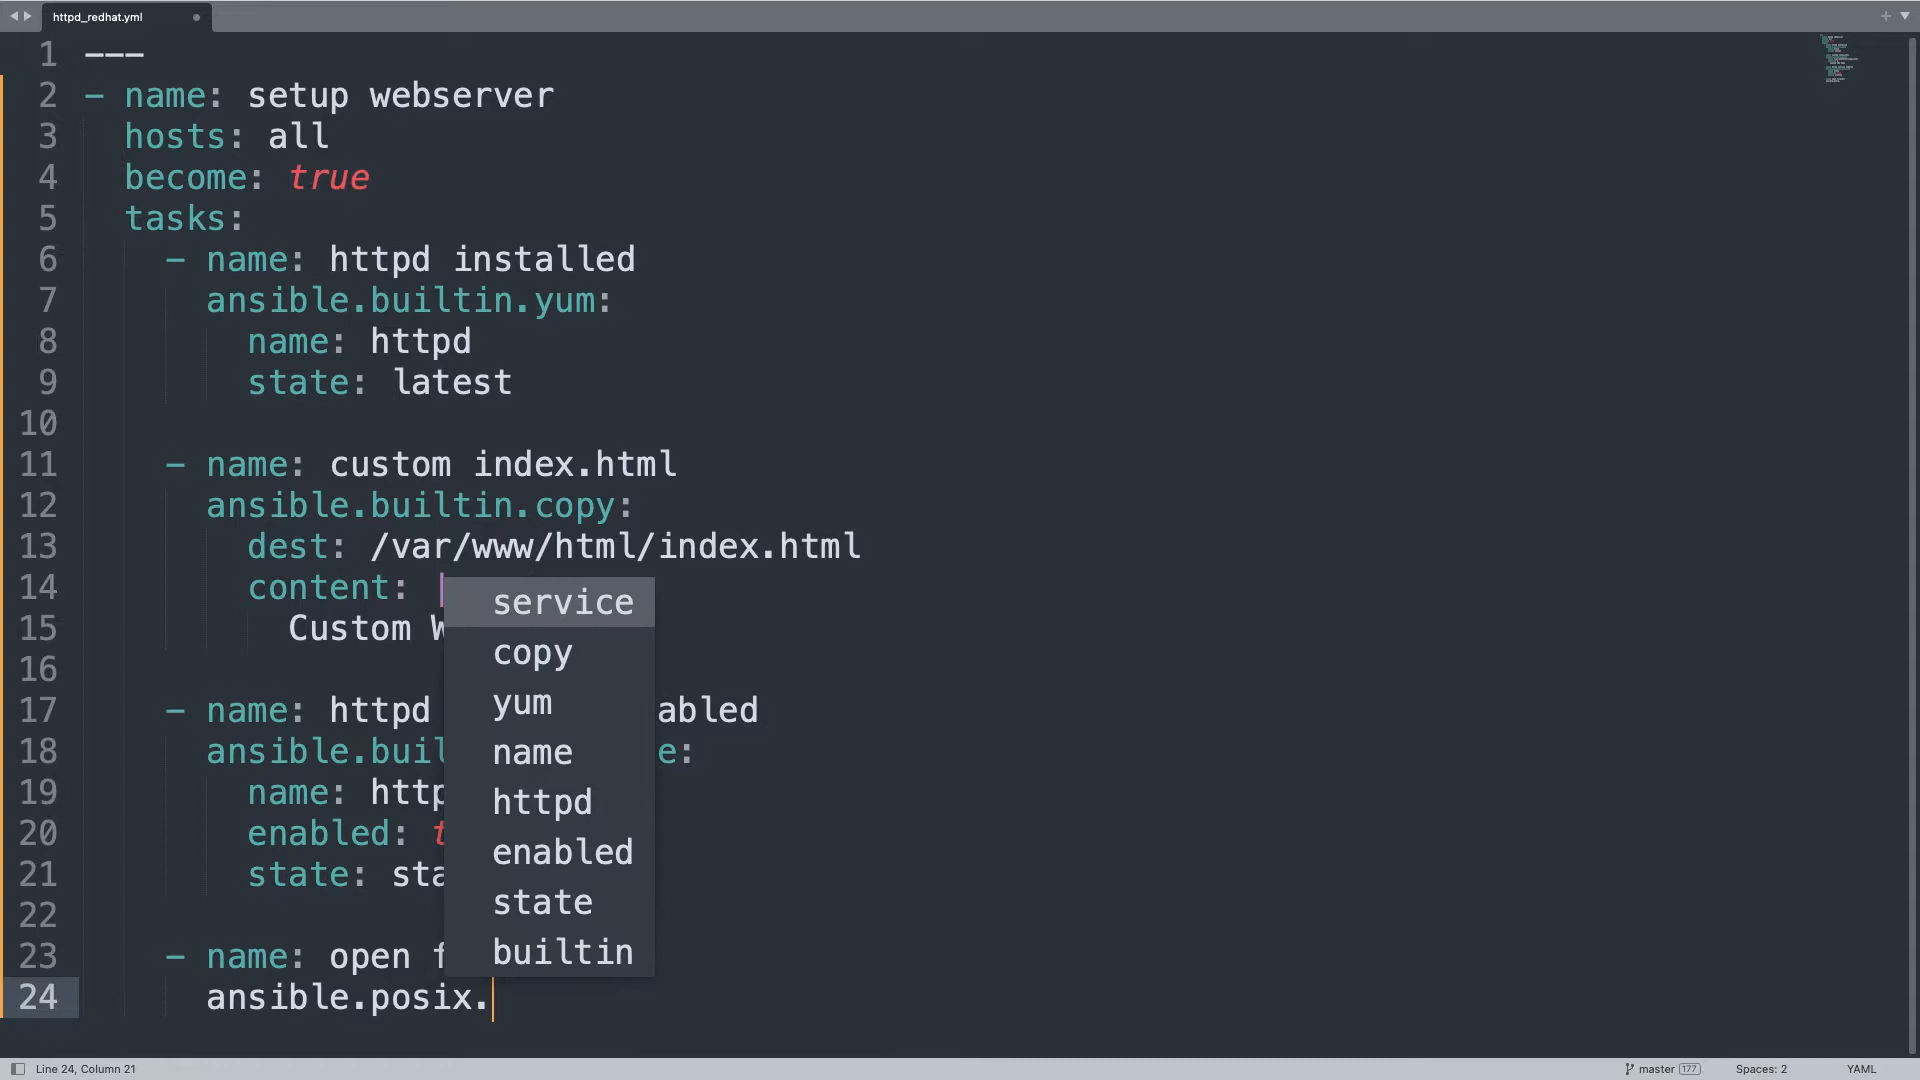 httpd_redhat.yml
1 ---
2 - name: setup webserver
3 hosts: all
4 become: true
5 tasks:
6 - name: httpd installed
7 ansible.builtin.yum:
8 name: httpd
9 state: latest
10
11 - name: custom index.html
12 ansible.builtin.copy:
13 dest: /var/www/html/index.html
14 content: |
15 Custom W
16
17 - name: httpd abled
18 ansible.buil e:
19 name: http
20 enabled: t
21 state: sta
22
23 - name: open f
24 ansible.posix.
service
copy
yum
name
httpd
enabled
state
builtin
Line 24, Column 21
master 177
Spaces: 2
YAML